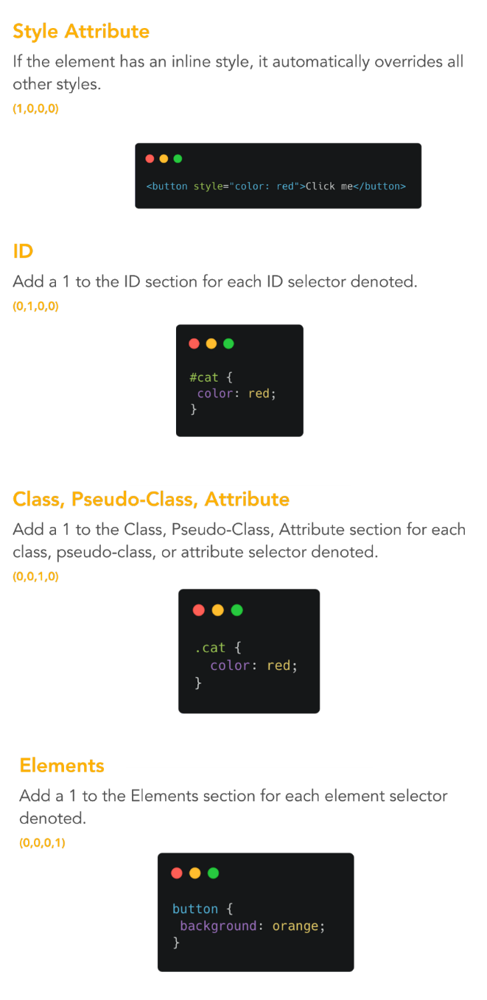 Style Attribute
If the element has an inline style, it automatically overrides all
other styles.
(1,0,0,0)
<button style="color: red">Click me</button>
ID
Add a 1 to the ID section for each ID selector denoted.
(0,1,0,0)
#cat {
 color: red;
}
Class, Pseudo-Class, Attribute
Add a 1 to the Class, Pseudo-Class, Attribute section for each
class, pseudo-class, or attribute selector denoted.
(0,0,1,0)
.cat {
  color: red;
}
Elements
Add a 1 to the Elements section for each element selector
denoted.
(0,0,0,1)
button {
 background: orange;
}